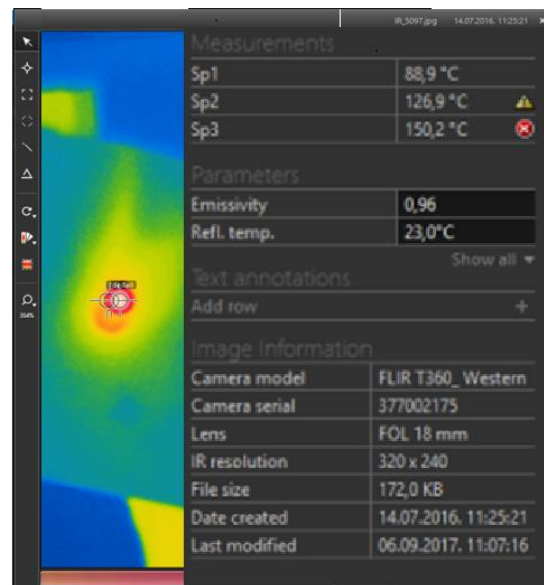 IR_5097.jpg 14.07.2016. 11:25:21
Measurements
Sp1 88,9 °C
Sp2 126,9 °C
Sp3 150,2 °C
Parameters
Emissivity 0,96
Refl. temp. 23,0°C
Show all
Text annotations
Add row +
Image Information
Camera model FLIR T360_ Western
Camera serial 377002175
Lens FOL 18 mm
IR resolution 320 x 240
File size 172,0 KB
Date created 14.07.2016. 11:25:21
Last modified 06.09.2017. 11:07:16